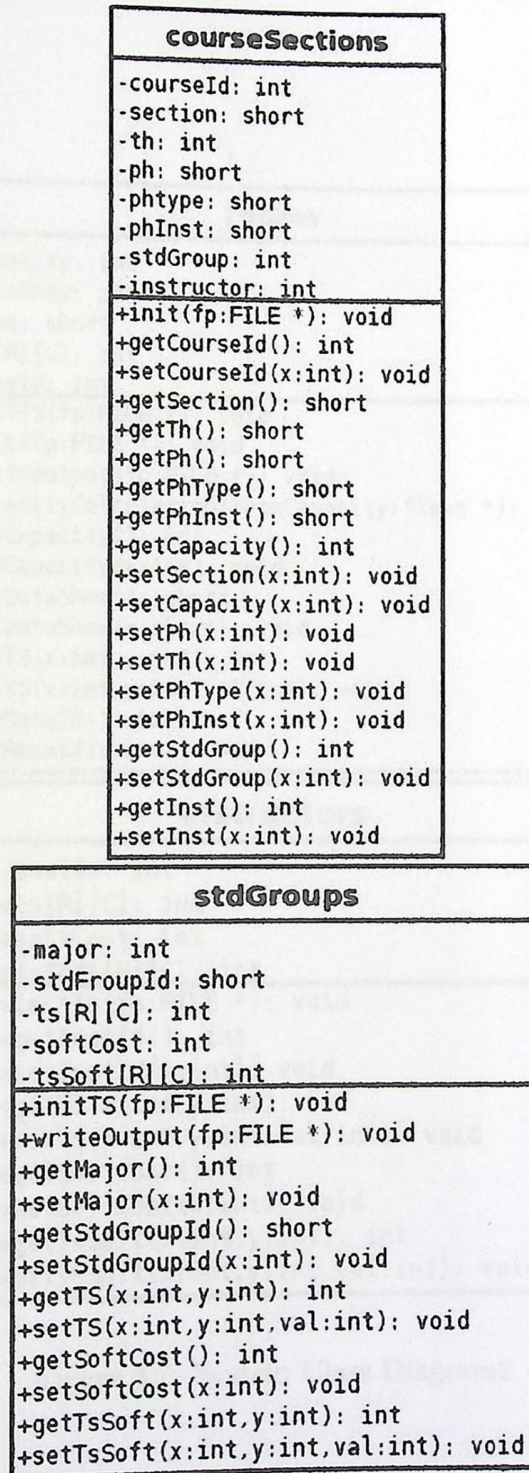 courseSections
-courseId: int
-section: short
-th: int
-ph: short
-phtype: short
-phInst: short
-stdGroup: int
-instructor: int
+init(fp:FILE *): void
+getCourseId(): int
+setCourseId(x:int): void
+getSection(): short
+getTh(): short
+getPh(): short
+getPhType(): short
+getPhInst(): short
+getCapacity(): int
+setSection(x:int): void
+setCapacity(x:int): void
+setPh(x:int): void
+setTh(x:int): void
+setPhType(x:int): void
+setPhInst(x:int): void
+getStdGroup(): int
+setStdGroup(x:int): void
+getInst(): int
+setInst(x:int): void
stdGroups
-major: int
-stdFroupId: short
-ts[R][C]: int
-softCost: int
-tsSoft[R][C]: int
+initTS(fp:FILE *): void
+writeOutput(fp:FILE *): void
+getMajor(): int
+setMajor(x:int): void
+getStdGroupId(): short
+setStdGroupId(x:int): void
+getTS(x:int,y:int): int
+setTS(x:int,y:int,val:int): void
+getSoftCost(): int
+setSoftCost(x:int): void
+getTsSoft(x:int,y:int): int
+setTsSoft(x:int,y:int,val:int): void